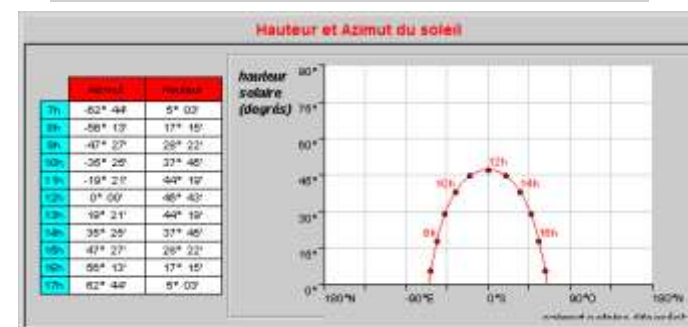 Hauteur et Azimut du soleil
Azimut Hauteur
7h -62° 44' 5° 03'
8h -56° 13' 17° 15'
9h -47° 27' 28° 22'
10h -35° 26' 37° 46'
11h -19° 21' 44° 19'
12h 0° 00' 46° 43'
13h 19° 21' 44° 19'
14h 35° 26' 37° 46'
15h 47° 27' 28° 22'
16h 56° 13' 17° 15'
17h 62° 44' 5° 03'
hauteur
solaire
(degrés)
90°
75°
60°
45°
30°
15°
0°
12h
10h 14h
8h 16h
180°N -90°E 0°S 90°O 180°N